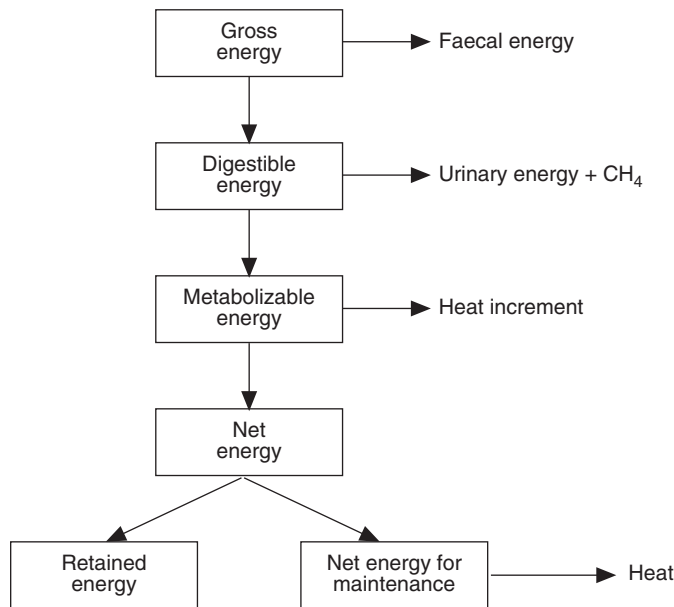 Gross
energy
Faecal energy
Digestible
energy
Urinary energy + CH₄
Metabolizable
energy
Heat increment
Net
energy
Retained
energy
Net energy for
maintenance
Heat